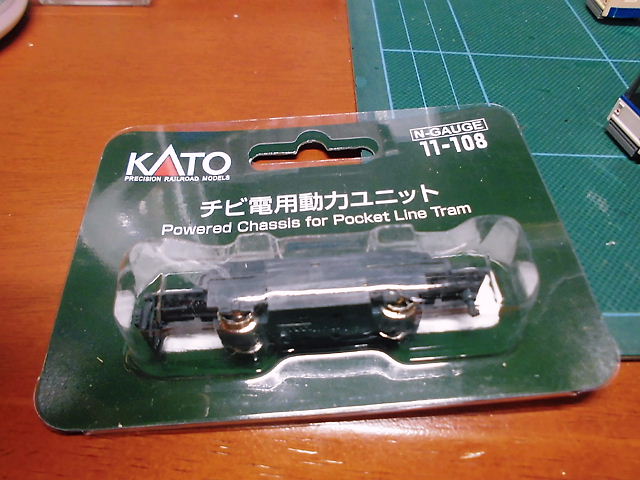 N-GAUGE
11-108
KATO
PRECISION RAILROAD MODELS
チビ電用動力ユニット
Powered Chassis for Pocket Line Tram